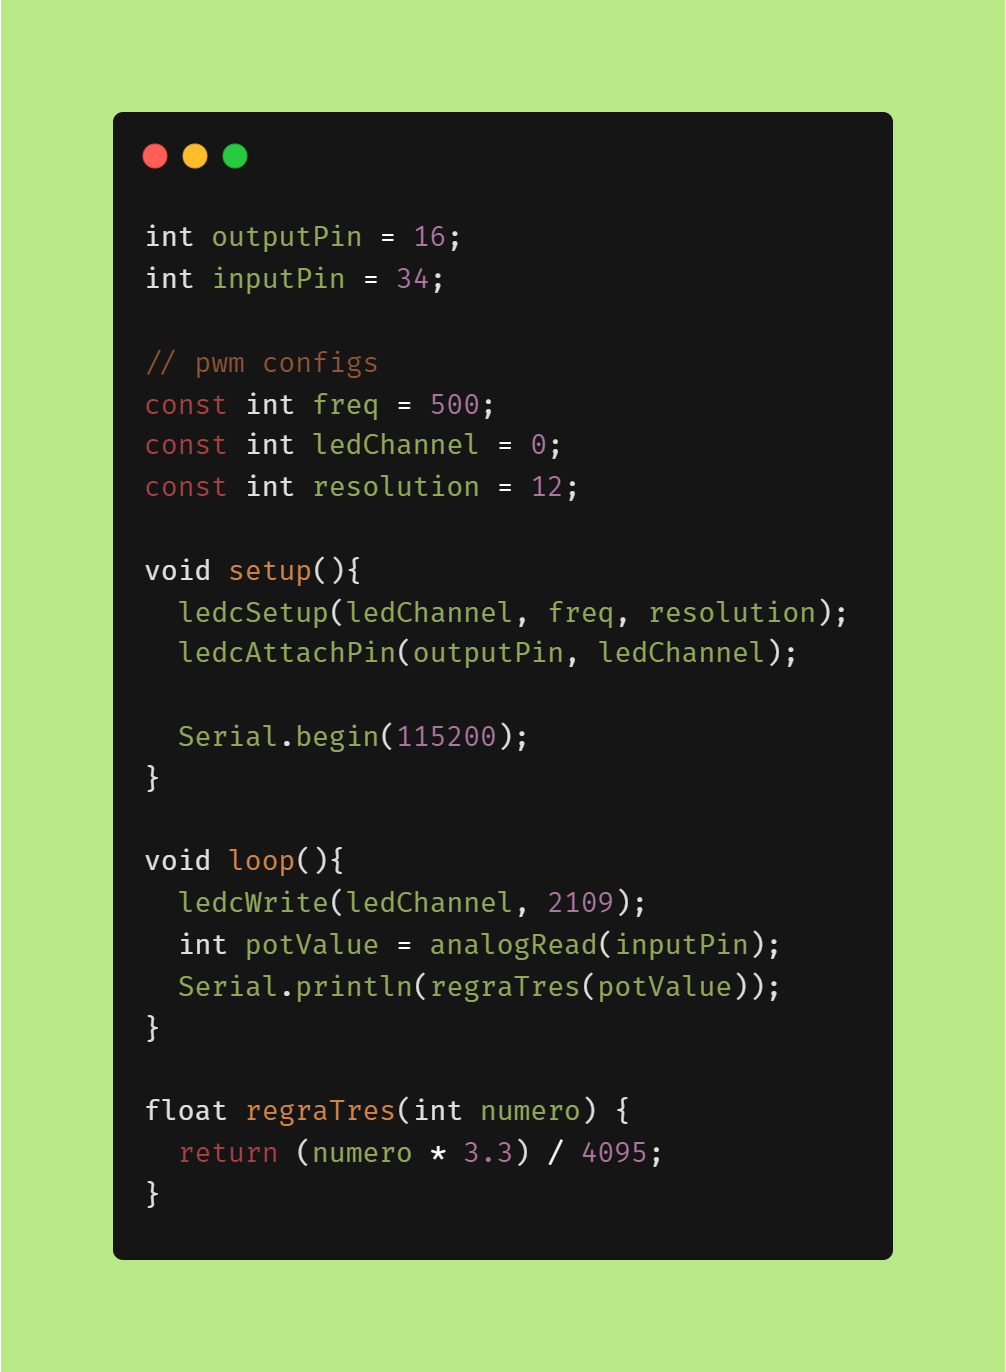 int outputPin = 16;
int inputPin = 34;
// pwm configs
const int freq = 500;
const int ledChannel = 0;
const int resolution = 12;
void setup(){
  ledcSetup(ledChannel, freq, resolution);
  ledcAttachPin(outputPin, ledChannel);
  Serial.begin(115200);
}
void loop(){
  ledcWrite(ledChannel, 2109);
  int potValue = analogRead(inputPin);
  Serial.println(regraTres(potValue));
}
float regraTres(int numero) {
  return (numero * 3.3) / 4095;
}